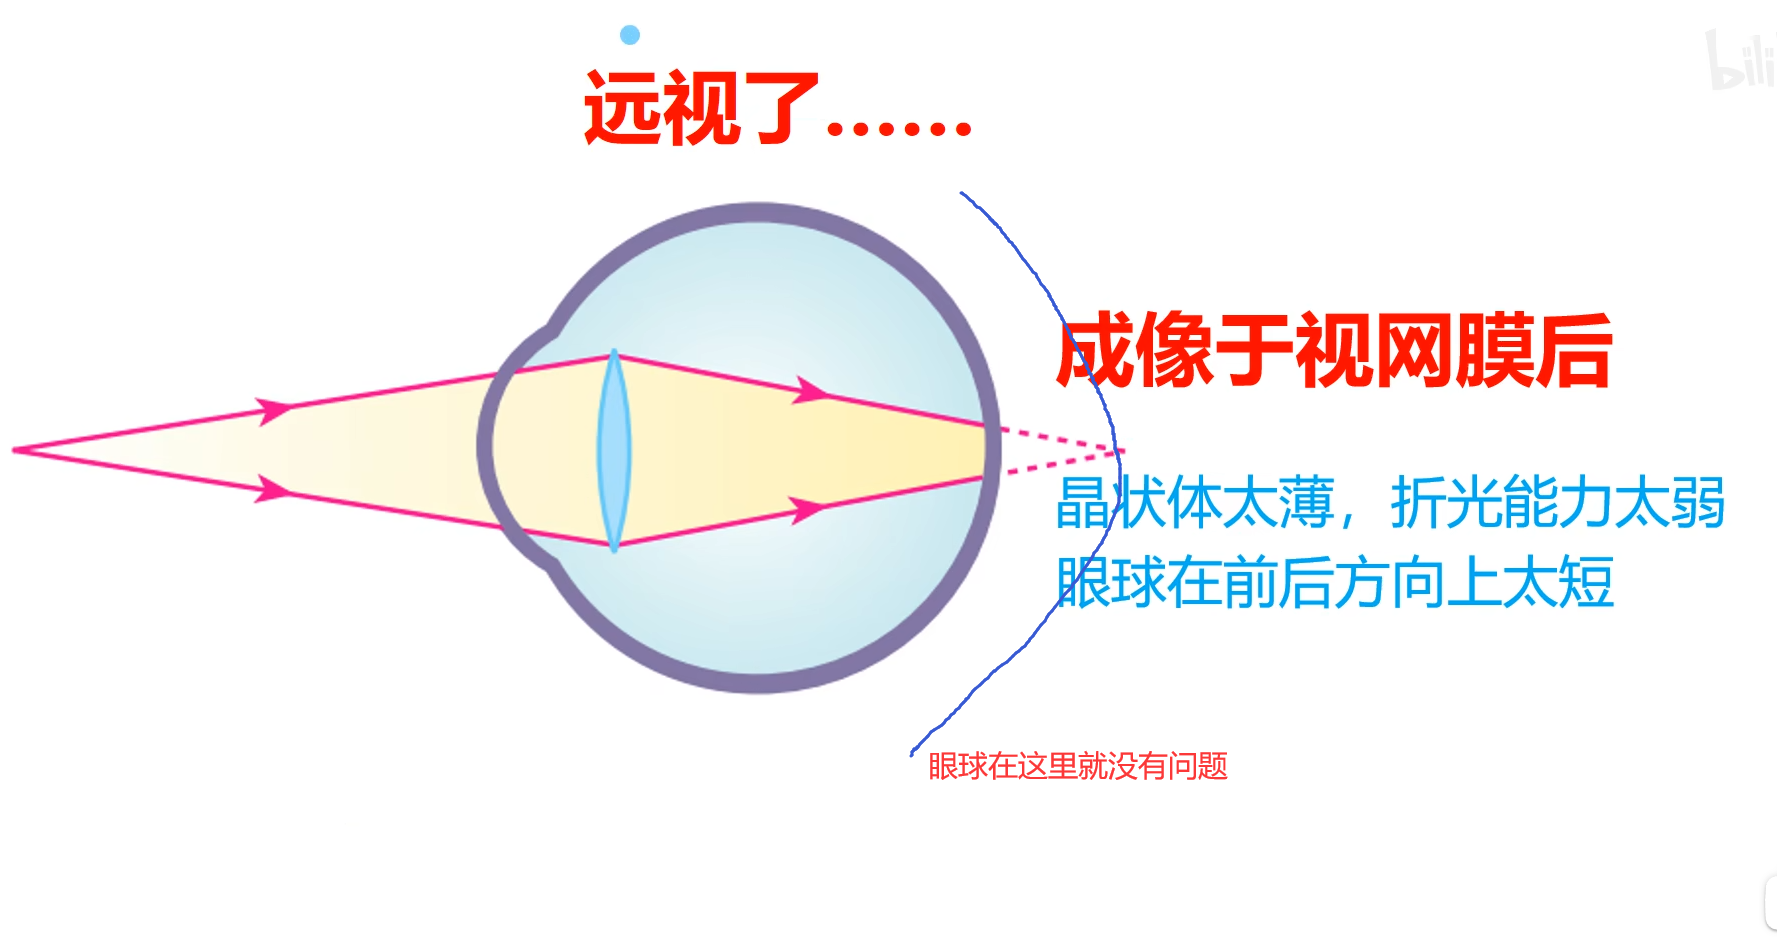 远视了……
bili
成像于视网膜后
晶状体太薄，折光能力太弱
眼球在前后方向上太短
眼球在这里就没有问题